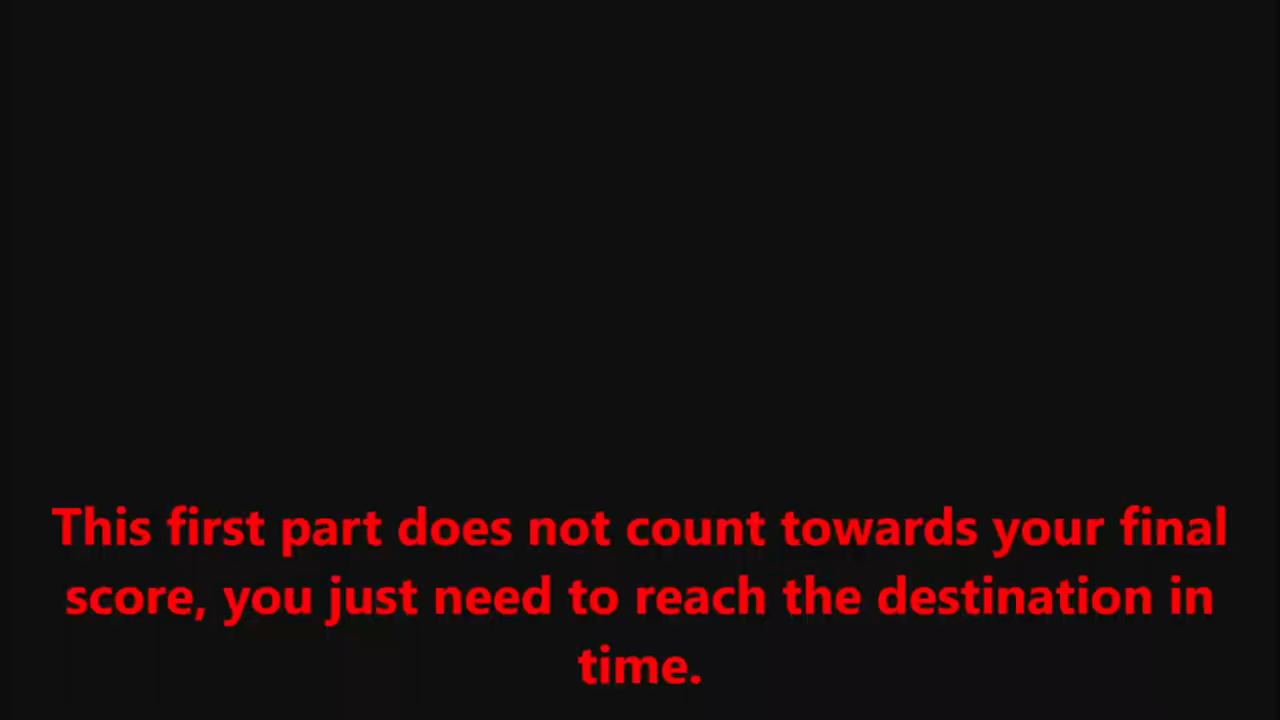 This first part does not count towards your final
score, you just need to reach the destination in
time.